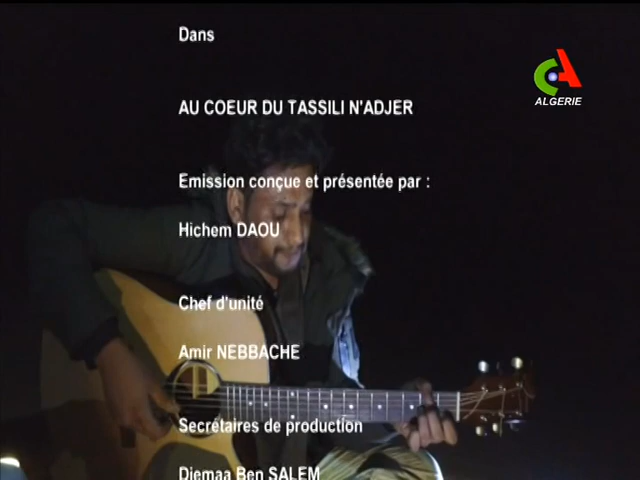 Dans
AU COEUR DU TASSILI N'ADJER
Emission conçue et présentée par :
Hichem DAOU
Chef d'unité
Amir NEBBACHE
Secrétaires de production
Djemaa Ben SALEM
ALGERIE